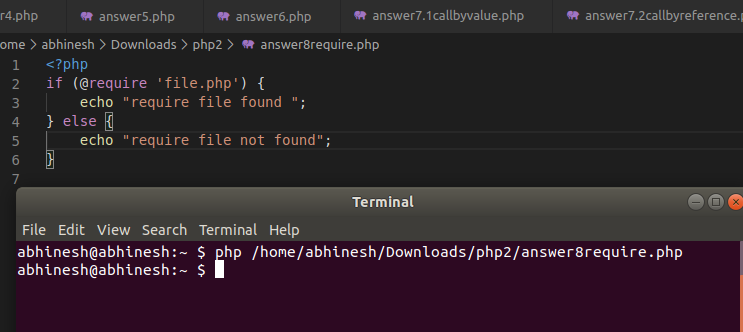 r4.php answer5.php answer6.php answer7.1callbyvalue.php answer7.2callbyreference.p
ome > abhinesh > Downloads > php2 > answer8require.php
1 <?php
2 if (@require 'file.php') {
3 echo "require file found ";
4 } else {
5 echo "require file not found";
6 }
7
Terminal
File Edit View Search Terminal Help
abhinesh@abhinesh:~ $ php /home/abhinesh/Downloads/php2/answer8require.php
abhinesh@abhinesh:~ $